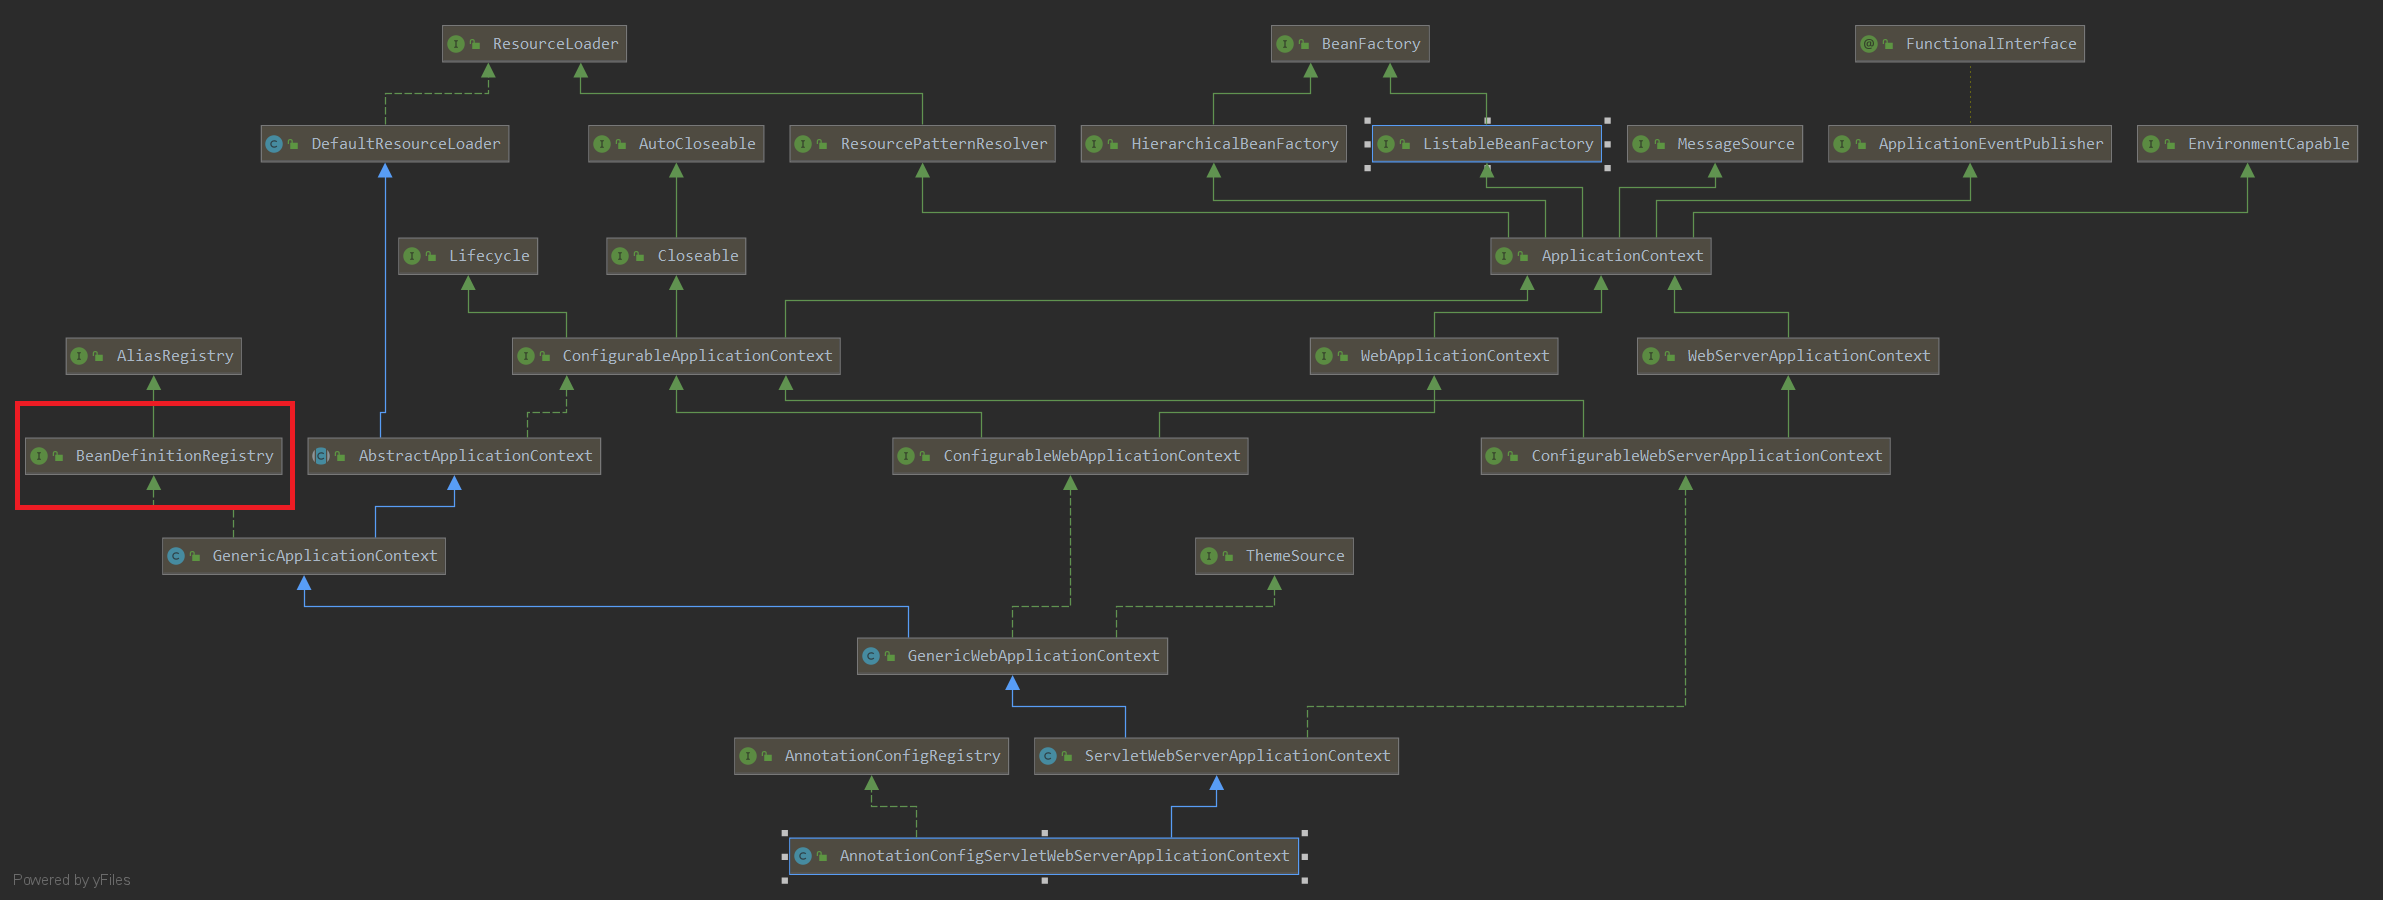 ResourceLoader
BeanFactory
FunctionalInterface
DefaultResourceLoader
AutoCloseable
ResourcePatternResolver
HierarchicalBeanFactory
ListableBeanFactory
MessageSource
ApplicationEventPublisher
EnvironmentCapable
Lifecycle
Closeable
ApplicationContext
AliasRegistry
ConfigurableApplicationContext
WebApplicationContext
WebServerApplicationContext
BeanDefinitionRegistry
AbstractApplicationContext
ConfigurableWebApplicationContext
ConfigurableWebServerApplicationContext
GenericApplicationContext
ThemeSource
GenericWebApplicationContext
AnnotationConfigRegistry
ServletWebServerApplicationContext
AnnotationConfigServletWebServerApplicationContext
Powered by yFiles